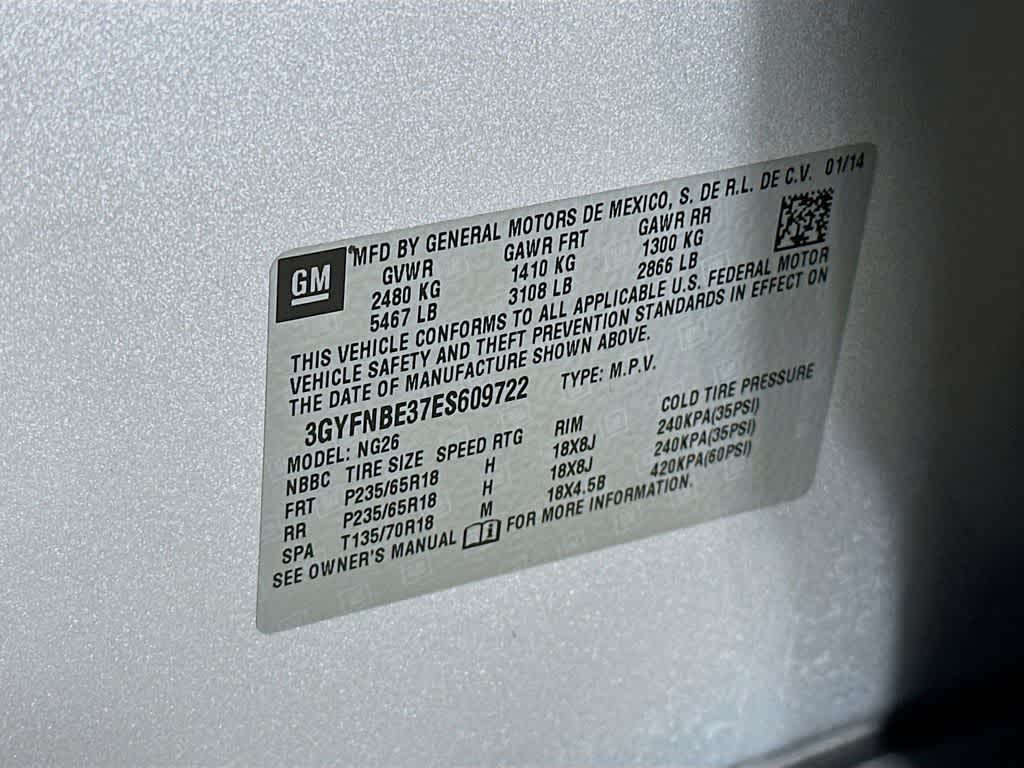 GM
®MFD BY GENERAL MOTORS DE MEXICO, S. DE R.L. DE C.V. 01/14
GVWR GAWR FRT GAWR RR
2480 KG 1410 KG 1300 KG
5467 LB 3108 LB 2866 LB
THIS VEHICLE CONFORMS TO ALL APPLICABLE U.S. FEDERAL MOTOR
VEHICLE SAFETY AND THEFT PREVENTION STANDARDS IN EFFECT ON
THE DATE OF MANUFACTURE SHOWN ABOVE.
3GYFNBE37ES609722 TYPE: M.P.V.
MODEL: NG26
NBBC TIRE SIZE SPEED RTG RIM COLD TIRE PRESSURE
FRT P235/65R18 H 18X8J 240KPA(35PSI)
RR P235/65R18 H 18X8J 240KPA(35PSI)
SPA T135/70R18 M 18X4.5B 420KPA(60PSI)
SEE OWNER'S MANUAL i FOR MORE INFORMATION.